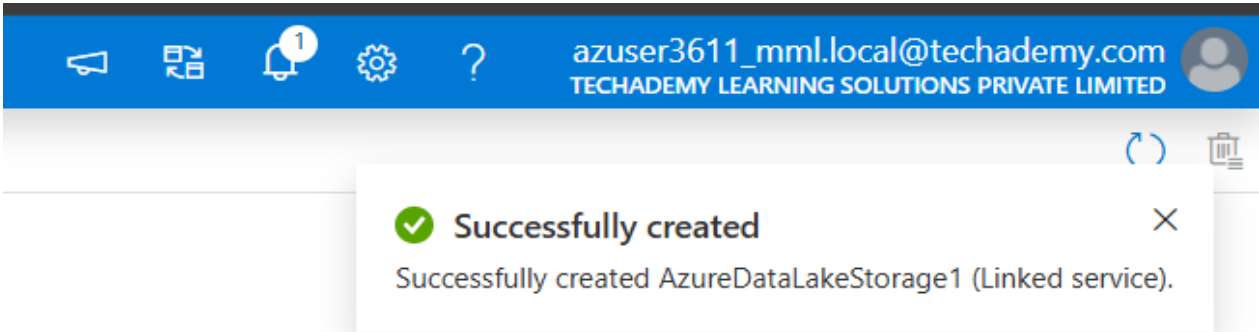 1
?
azuser3611_mml.local@techademy.com
TECHADEMY LEARNING SOLUTIONS PRIVATE LIMITED
Successfully created
Successfully created AzureDataLakeStorage1 (Linked service).